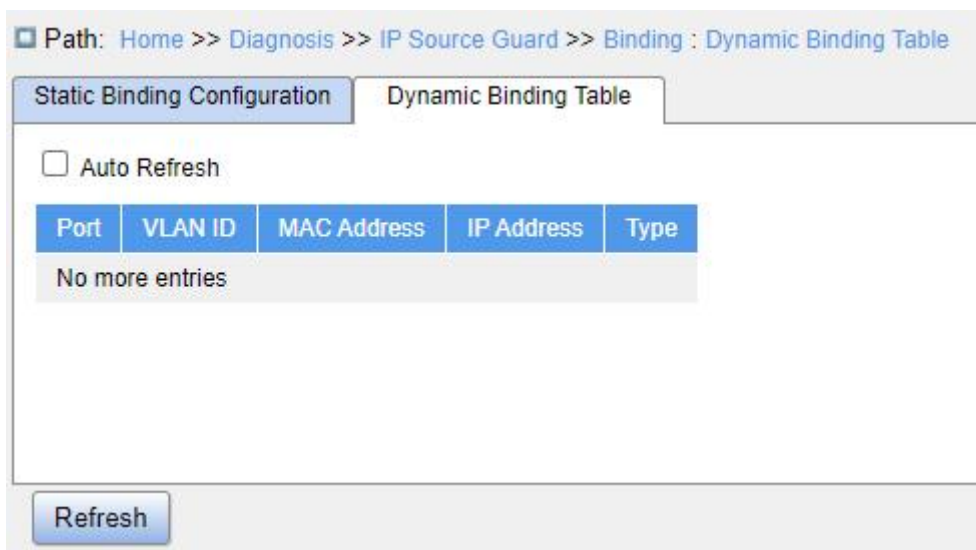 Path: Home >> Diagnosis >> IP Source Guard >> Binding : Dynamic Binding Table
Static Binding Configuration Dynamic Binding Table
Auto Refresh
Port VLAN ID MAC Address IP Address Type
No more entries
Refresh